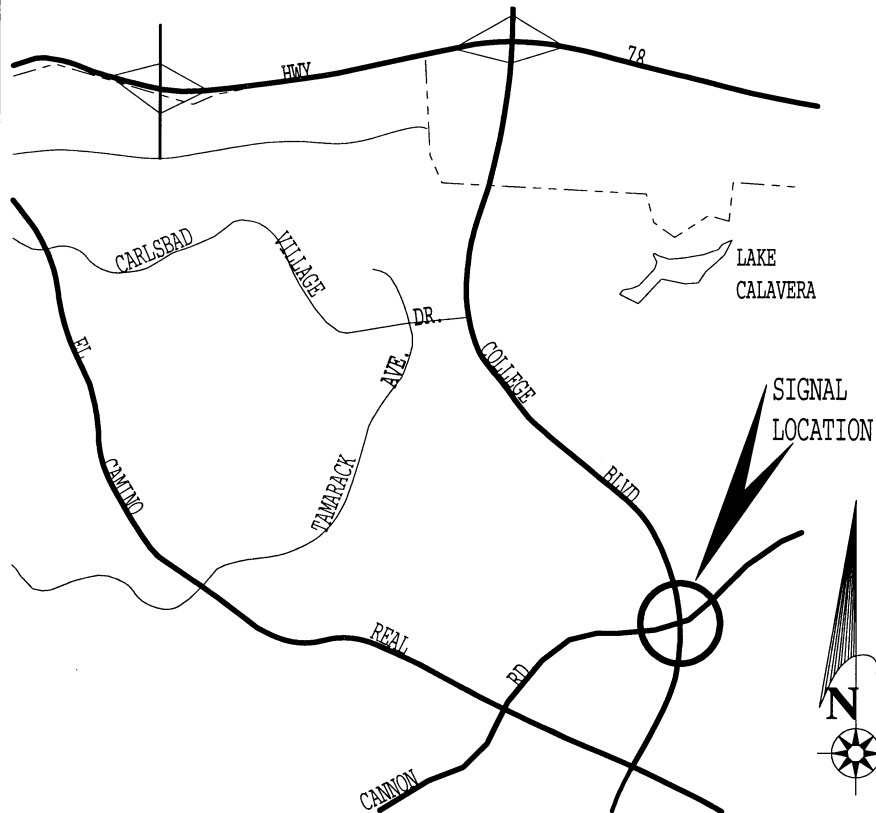 HWY
78
CARLSBAD
VILLAGE
DR.
LAKE
CALAVERA
EL
AVE.
COLLEGE
SIGNAL
LOCATION
CAMINO
TAMARACK
BLVD
REAL
RD
CANNON
N